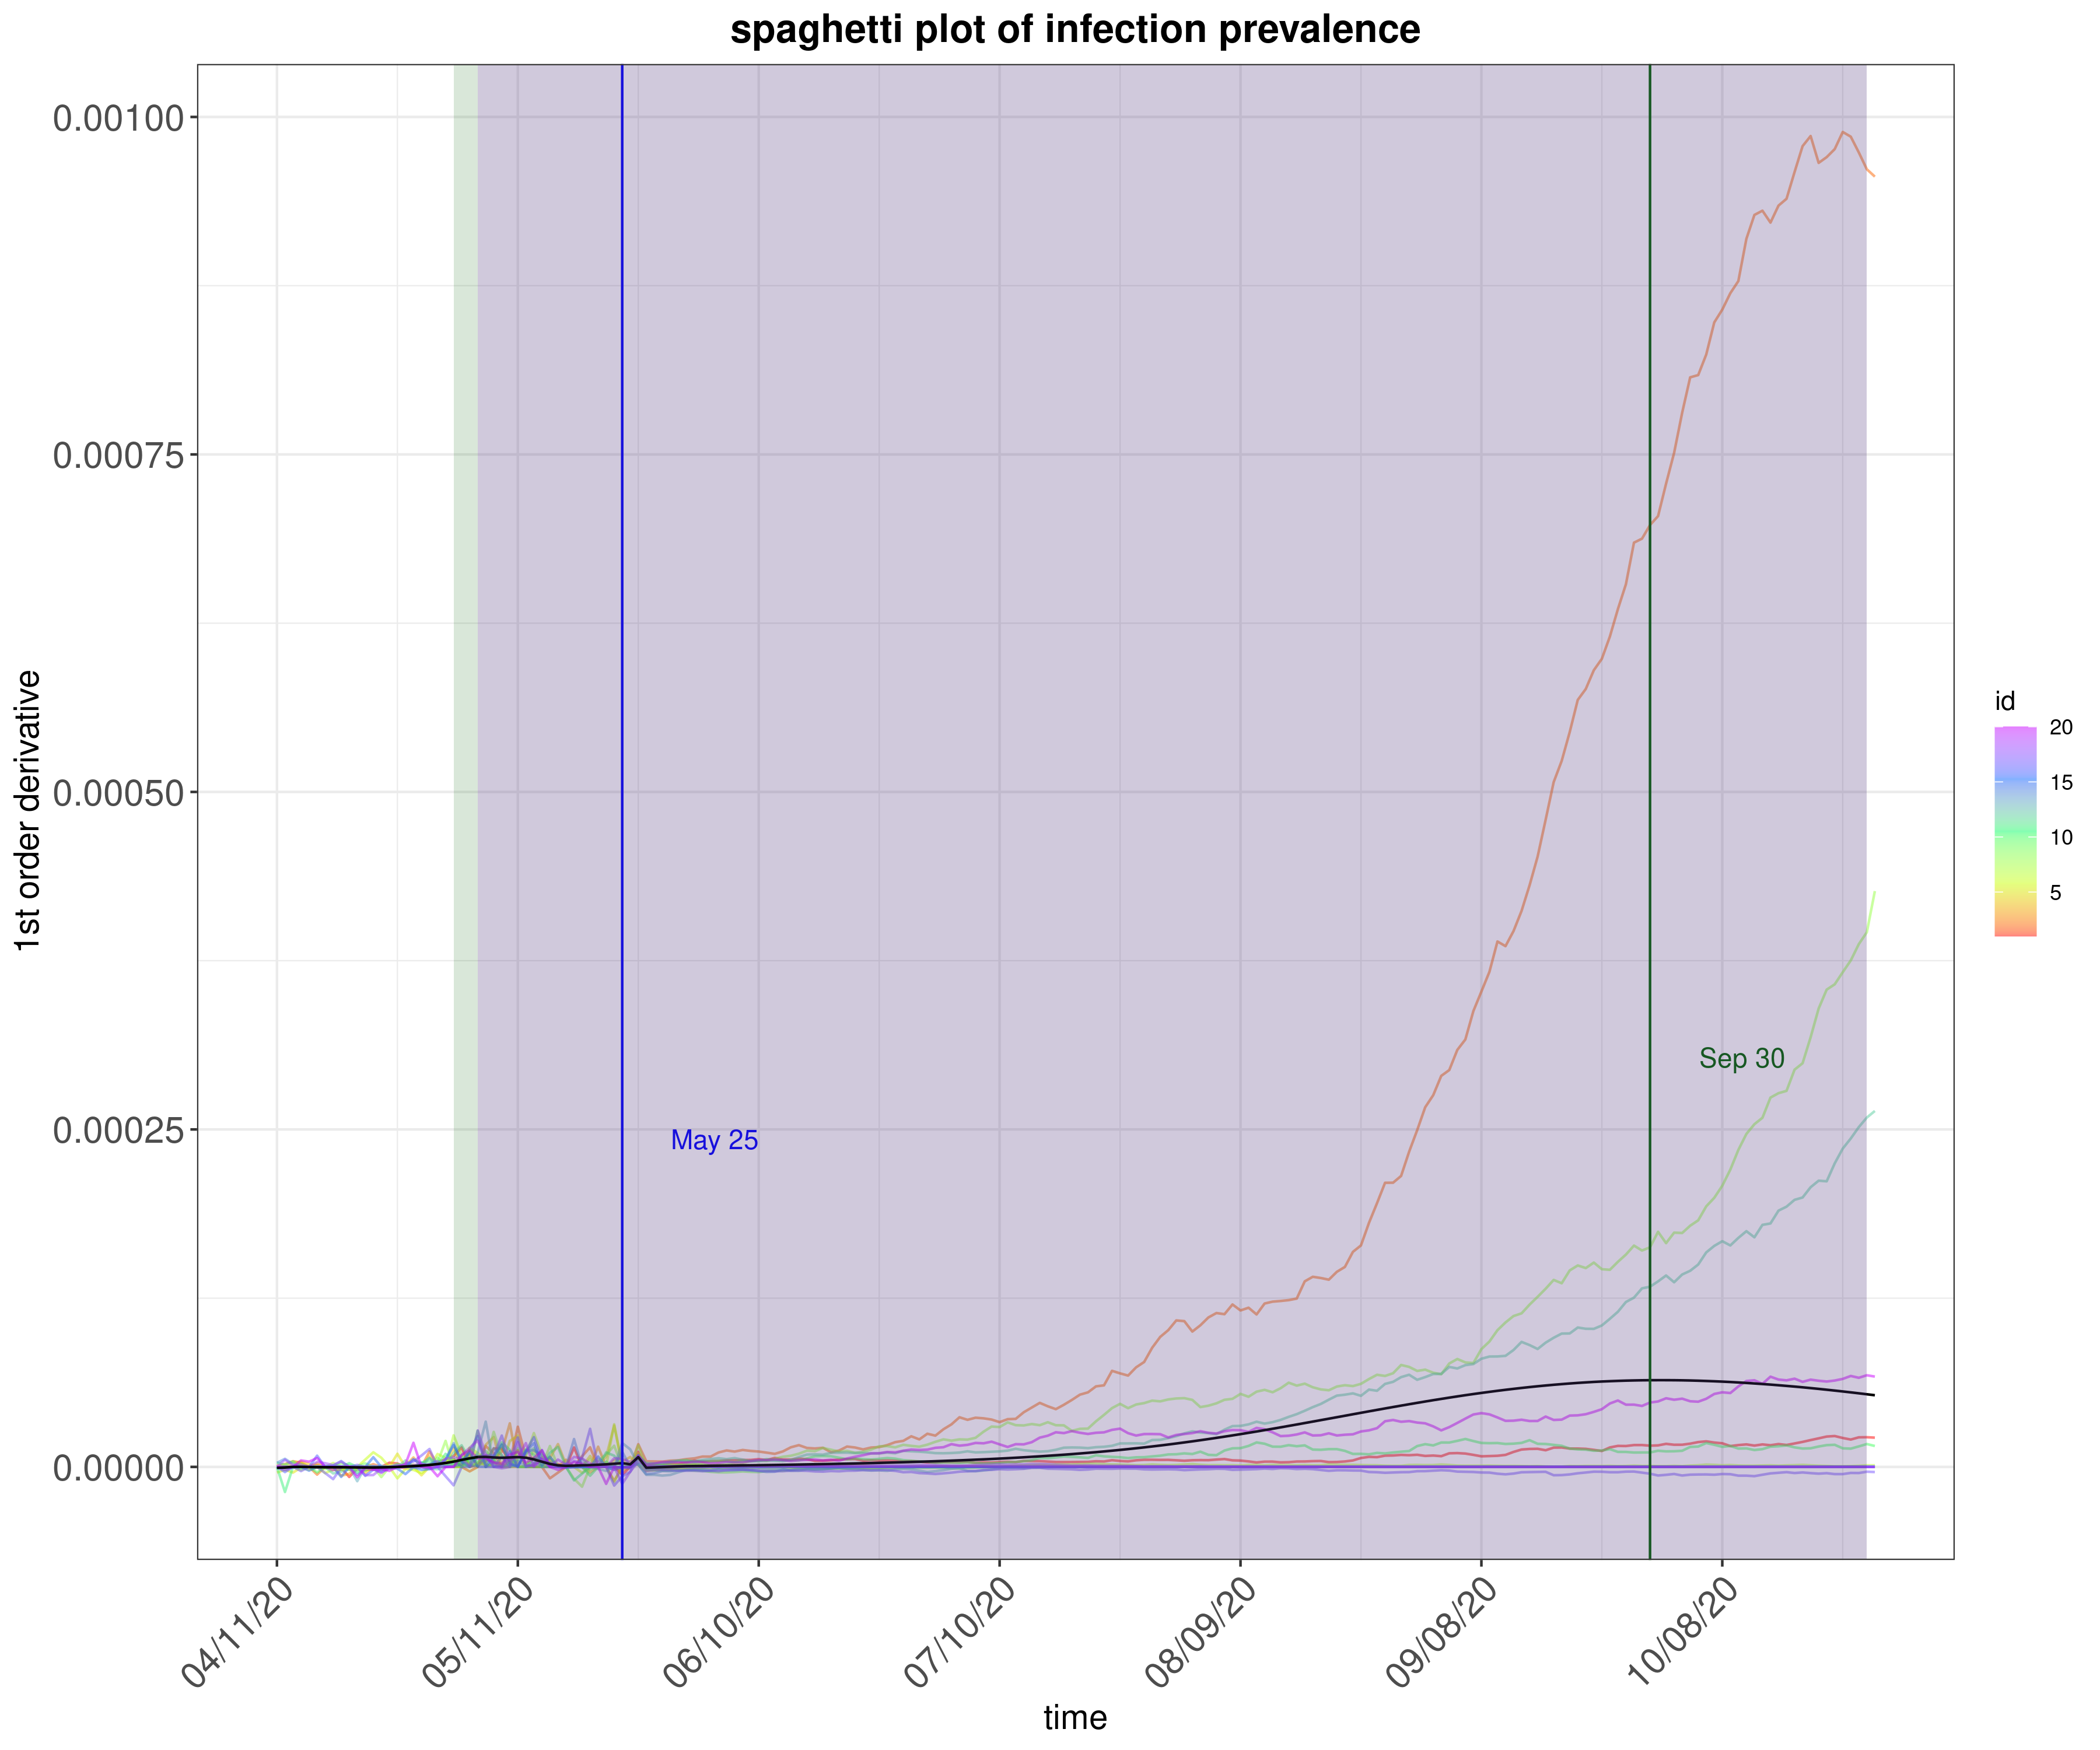 spaghetti plot of infection prevalence
0.00100
0.00075
0.00050
0.00025
0.00000
1st order derivative
May 25
Sep 30
id
20
15
10
5
04/11/20
05/11/20
06/10/20
07/10/20
08/09/20
09/08/20
10/08/20
time